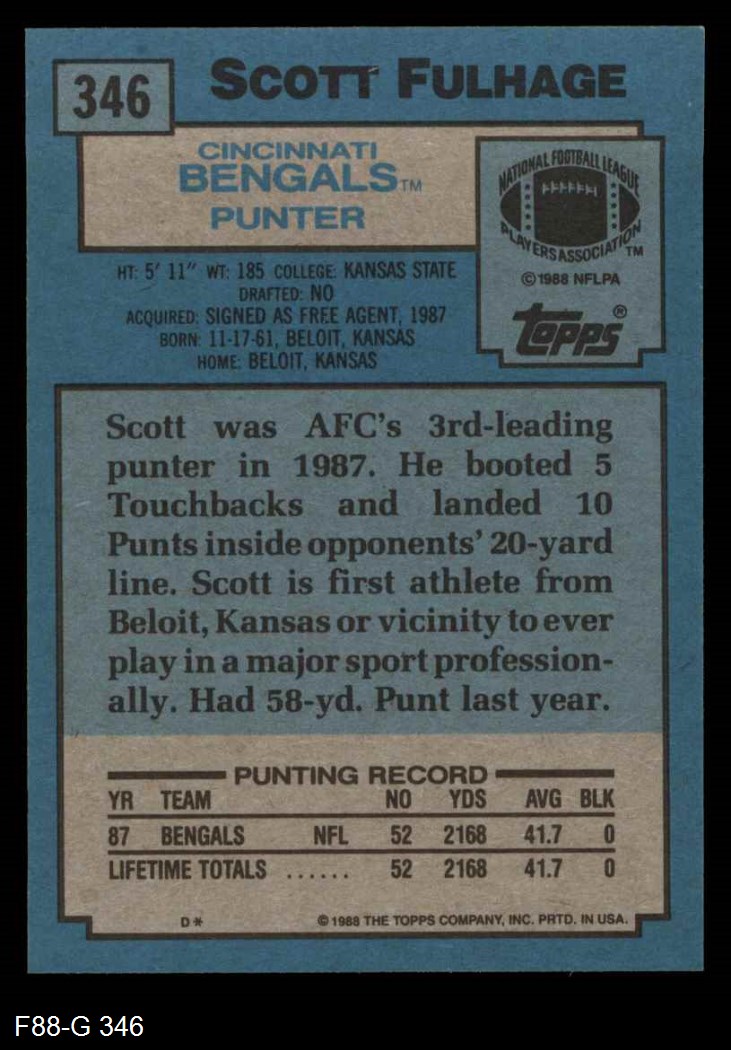 346
SCOTT FULHAGE
CINCINNATI
BENGALS™
PUNTER
NATIONAL FOOTBALL LEAGUE
PLAYERS ASSOCIATION™
©1988 NFLPA
Topps®
HT: 5' 11" WT: 185 COLLEGE: KANSAS STATE
DRAFTED: NO
ACQUIRED: SIGNED AS FREE AGENT, 1987
BORN: 11-17-61, BELOIT, KANSAS
HOME: BELOIT, KANSAS
Scott was AFC's 3rd-leading
punter in 1987. He booted 5
Touchbacks and landed 10
Punts inside opponents' 20-yard
line. Scott is first athlete from
Beloit, Kansas or vicinity to ever
play in a major sport profession-
ally. Had 58-yd. Punt last year.
PUNTING RECORD
YR TEAM NO YDS AVG BLK
87 BENGALS NFL 52 2168 41.7 0
LIFETIME TOTALS ...... 52 2168 41.7 0
D* ©1988 THE TOPPS COMPANY, INC. PRTD. IN USA.
F88-G 346